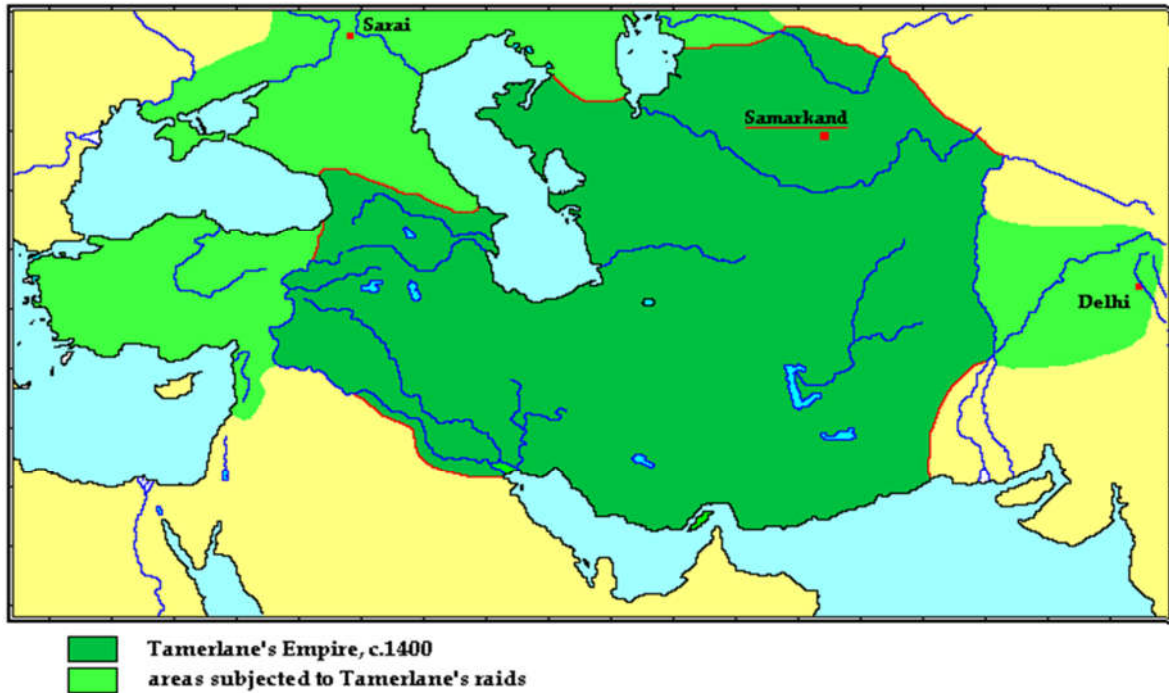 Sarai
Samarkand
Delhi
Tamerlane's Empire, c.1400
areas subjected to Tamerlane's raids